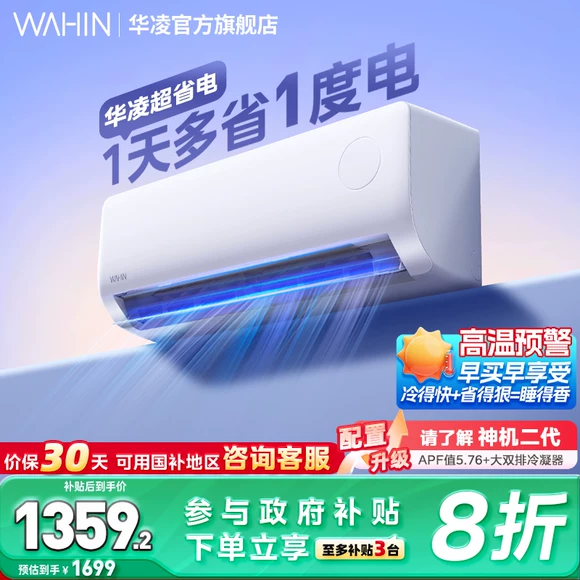 WAHIN 华凌官方旗舰店
华凌超省电
1天多省1度电
WAHIN
高温预警
早买早享受
冷得快+省得狠=睡得香
配置升级
请了解 神机二代
APF值5.76+大双排冷凝器
价保30天 可用国补地区 咨询客服
补贴后到手价
1359.2
预估到手 ¥1699
参与政府补贴
下单立享 至多补贴3台
8折